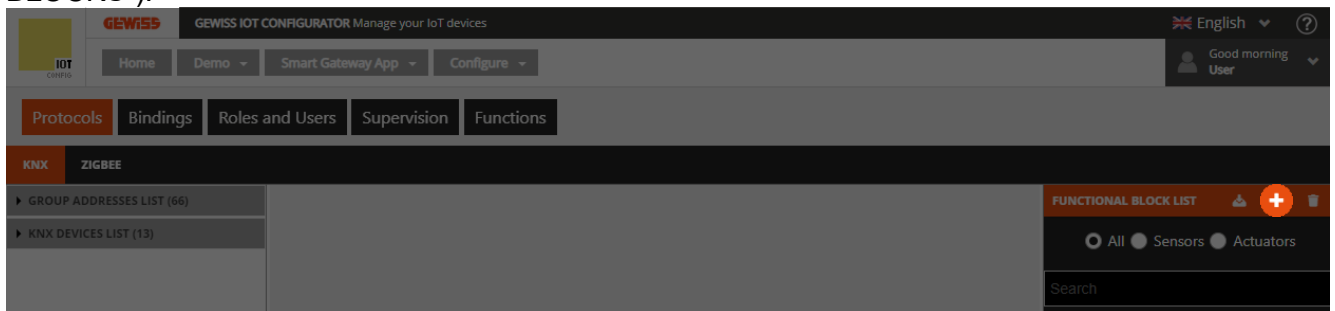 BLOCKS").
GEWISS GEWISS IOT CONFIGURATOR Manage your IoT devices English ?
IOT
CONFIG
Home Demo Smart Gateway App Configure Good morning
User
Protocols Bindings Roles and Users Supervision Functions
KNX ZIGBEE
GROUP ADDRESSES LIST (66) FUNCTIONAL BLOCK LIST
KNX DEVICES LIST (13) All Sensors Actuators
Search